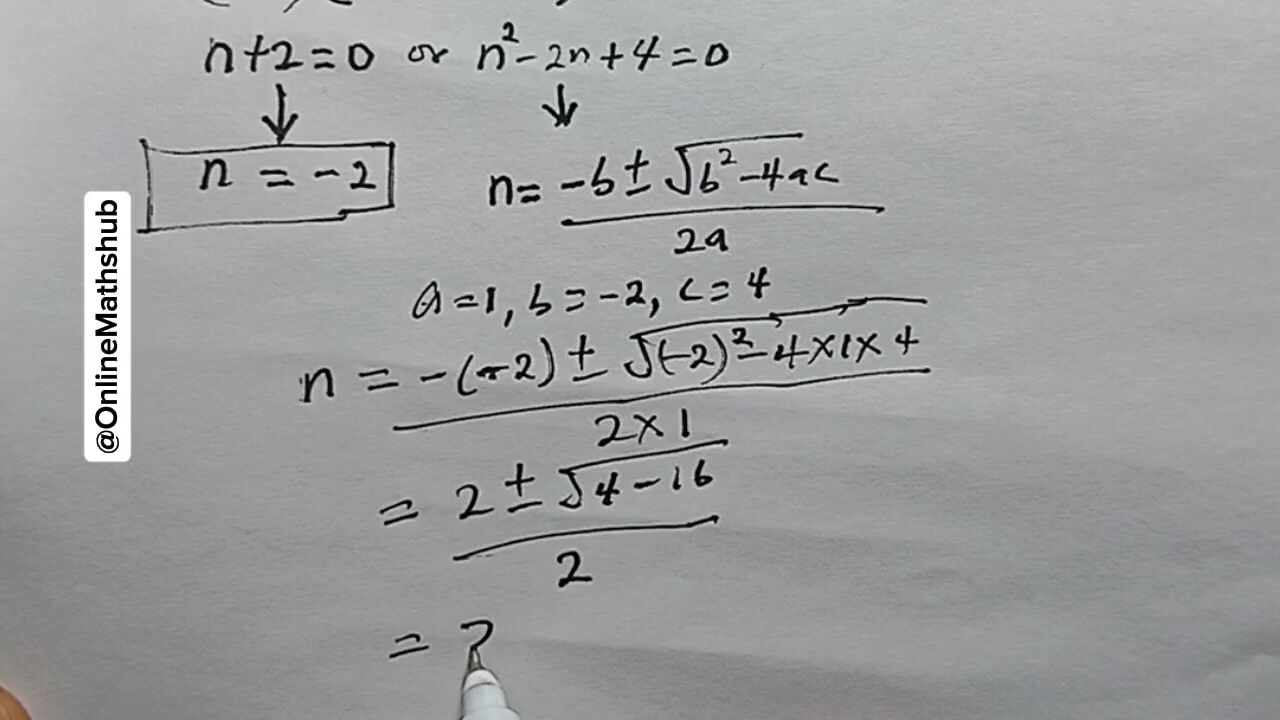 n+2=0 or n²-2n+4=0
n = -2
n= -b±√b²-4ac
2a
a=1, b=-2, c=4
n = -(-2)±√(-2)²-4×1×4
2×1
= 2±√4-16
2
= 2
@OnlineMathshub